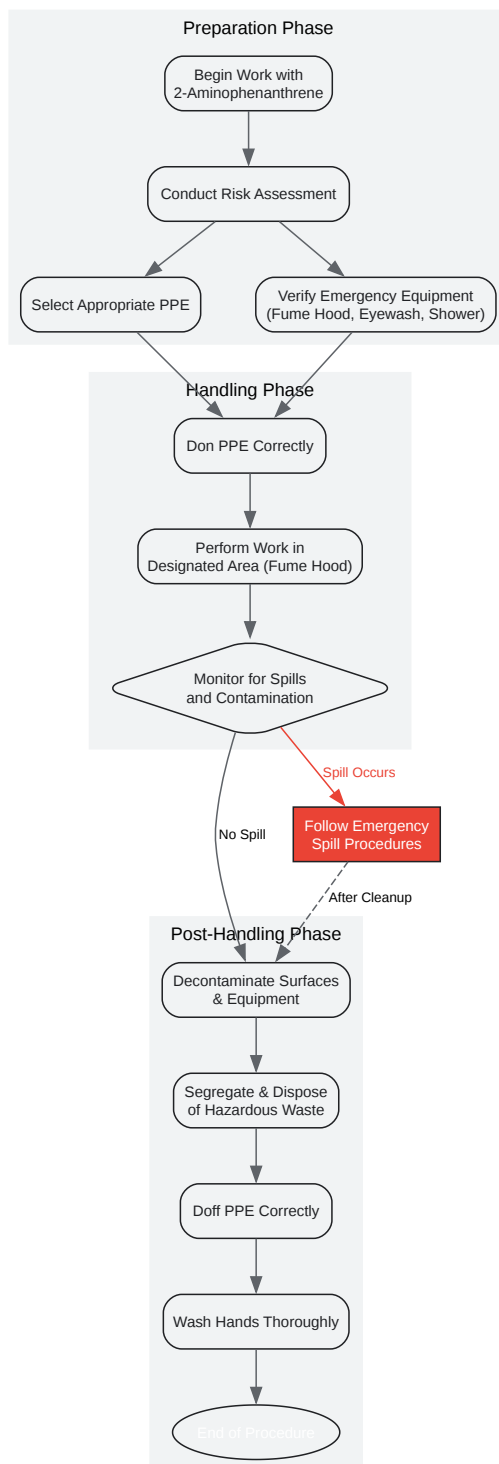 Preparation Phase
Begin Work with
2-Aminophenanthrene
Conduct Risk Assessment
Select Appropriate PPE
Verify Emergency Equipment
(Fume Hood, Eyewash, Shower)
Handling Phase
Don PPE Correctly
Perform Work in
Designated Area (Fume Hood)
Monitor for Spills
and Contamination
Spill Occurs
Follow Emergency
Spill Procedures
No Spill
After Cleanup
Post-Handling Phase
Decontaminate Surfaces
& Equipment
Segregate & Dispose
of Hazardous Waste
Doff PPE Correctly
Wash Hands Thoroughly
End of Procedure